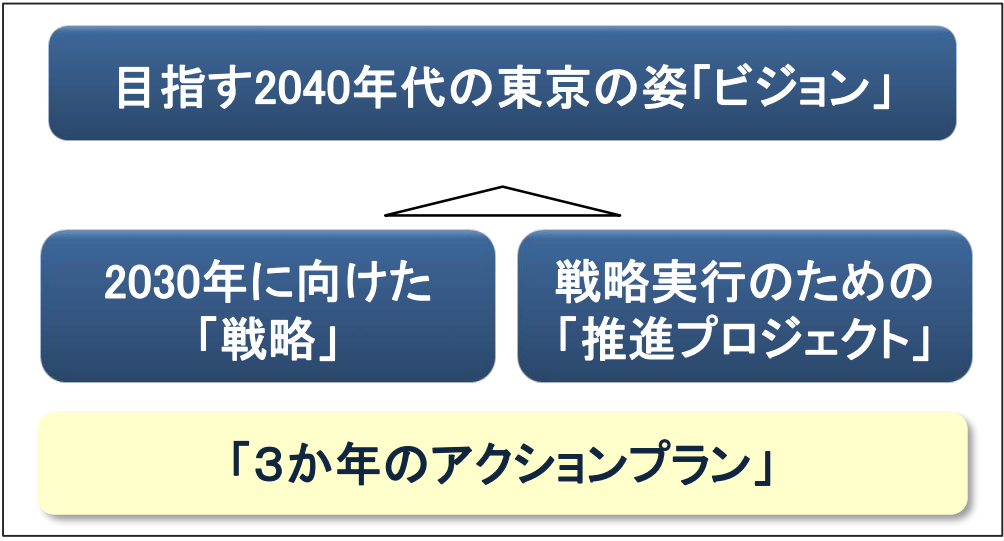 目指す2040年代の東京の姿「ビジョン」
2030年に向けた
「戦略」
戦略実行のための
「推進プロジェクト」
「３か年のアクションプラン」